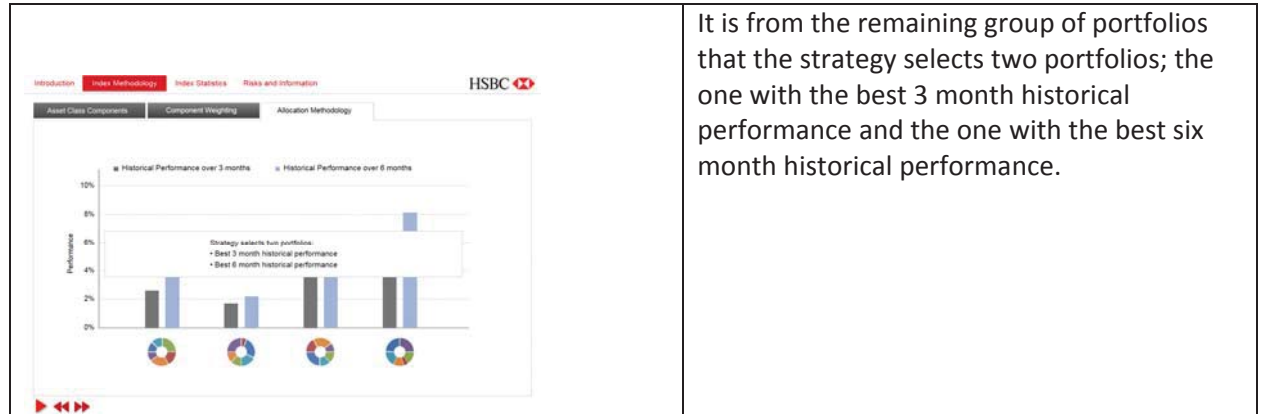 Introduction Index Methodology Index Statistics Risks and Information HSBC
Asset Class Components Component Weighting Allocation Methodology
Historical Performance over 3 months Historical Performance over 6 months
10%
8%
6%
4%
2%
0%
Performance
Strategy selects two portfolios:
• Best 3 month historical performance
• Best 6 month historical performance
It is from the remaining group of portfolios
that the strategy selects two portfolios; the
one with the best 3 month historical
performance and the one with the best six
month historical performance.